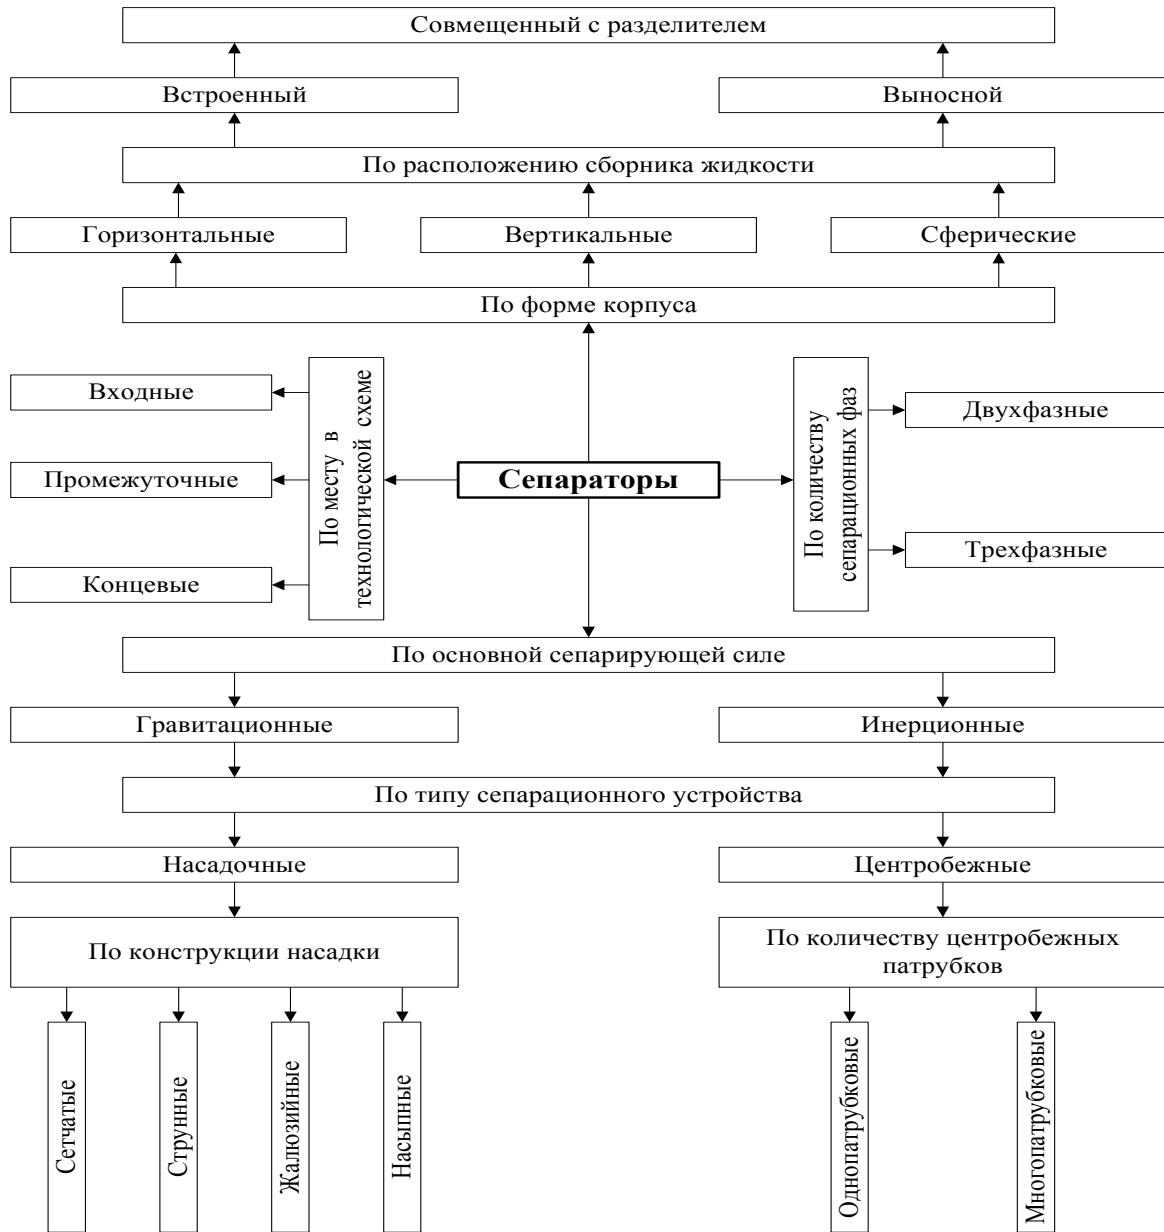 Совмещенный с разделителем
Встроенный
Выносной
По расположению сборника жидкости
Горизонтальные
Вертикальные
Сферические
По форме корпуса
Входные
Промежуточные
Концевые
По месту в
технологической схеме
Сепараторы
По количеству
сепарационных фаз
Двухфазные
Трехфазные
По основной сепарирующей силе
Гравитационные
Инерционные
По типу сепарационного устройства
Насадочные
Центробежные
По конструкции насадки
По количеству центробежных
патрубков
Сетчатые
Струнные
Жалюзийные
Насыпные
Однопатрубковые
Многопатрубковые